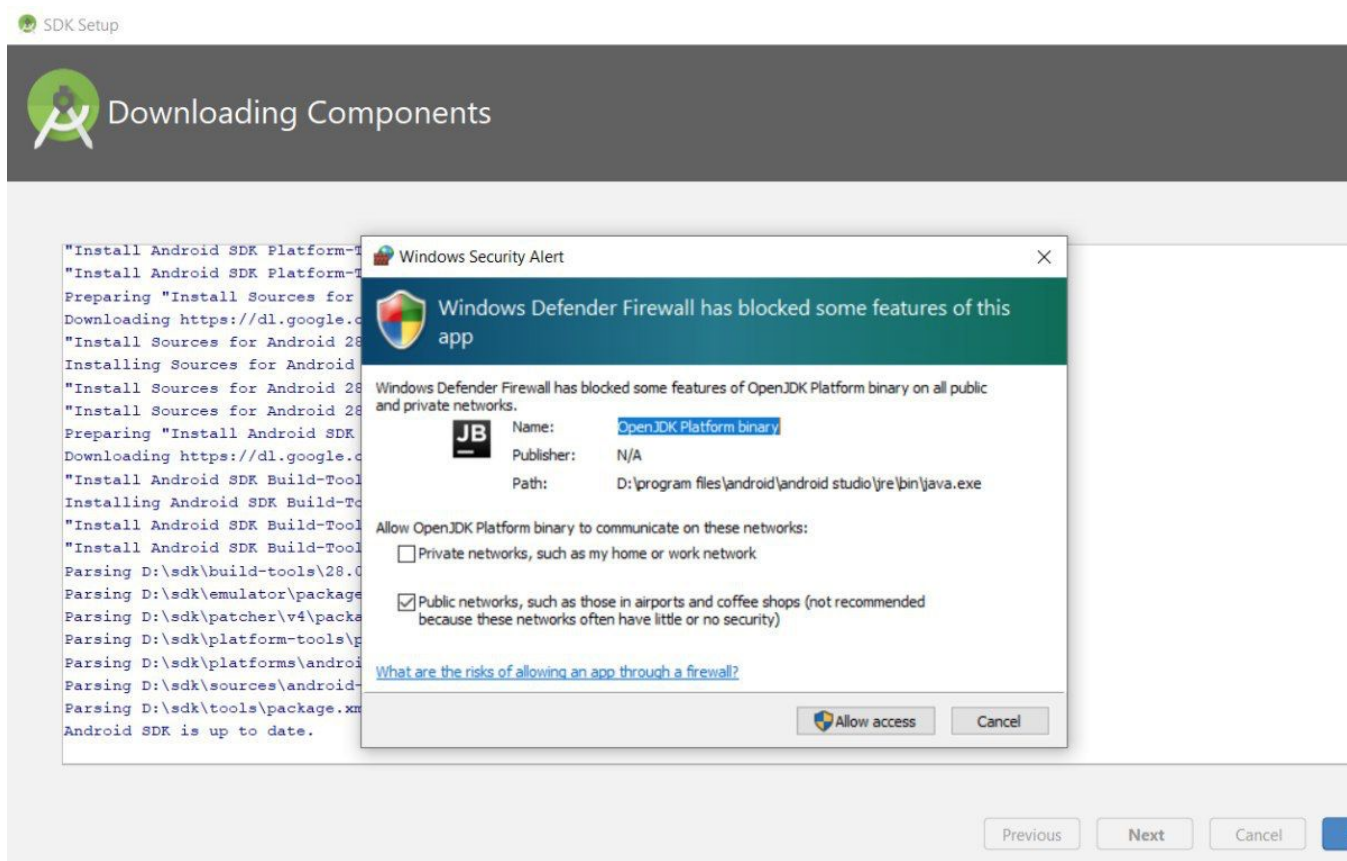 SDK Setup
Downloading Components
"Install Android SDK Platform-T
"Install Android SDK Platform-T
Preparing "Install Sources for
Downloading https://dl.google.c
"Install Sources for Android 28
Installing Sources for Android
"Install Sources for Android 28
"Install Sources for Android 28
Preparing "Install Android SDK
Downloading https://dl.google.c
"Install Android SDK Build-Tool
Installing Android SDK Build-To
"Install Android SDK Build-Tool
"Install Android SDK Build-Tool
Parsing D:\sdk\build-tools\28.0
Parsing D:\sdk\emulator\package
Parsing D:\sdk\patcher\v4\packa
Parsing D:\sdk\platform-tools\p
Parsing D:\sdk\platforms\androi
Parsing D:\sdk\sources\android-
Parsing D:\sdk\tools\package.xm
Android SDK is up to date.
Windows Security Alert
Windows Defender Firewall has blocked some features of this
app
Windows Defender Firewall has blocked some features of OpenJDK Platform binary on all public
and private networks.
JB
Name: OpenJDK Platform binary
Publisher: N/A
Path: D:\program files\android\android studio\jre\bin\java.exe
Allow OpenJDK Platform binary to communicate on these networks:
Private networks, such as my home or work network
Public networks, such as those in airports and coffee shops (not recommended
because these networks often have little or no security)
What are the risks of allowing an app through a firewall?
Allow access Cancel
Previous Next Cancel